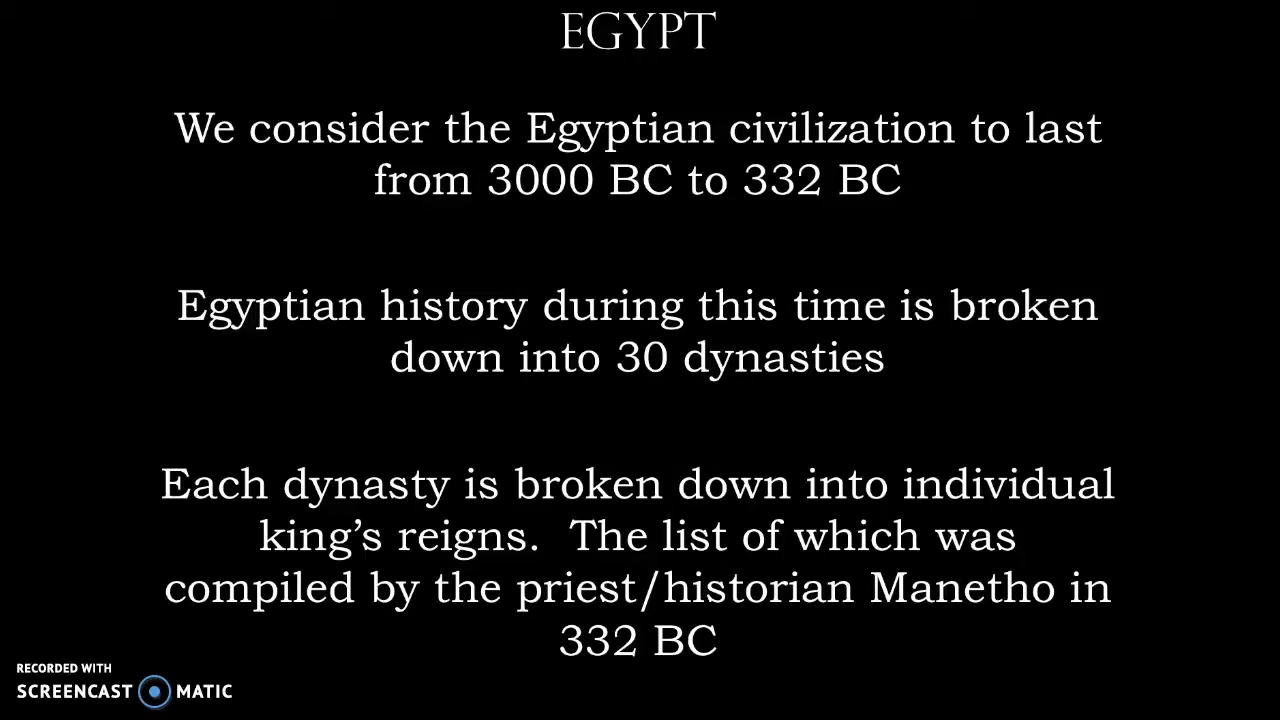 EGYPT
We consider the Egyptian civilization to last
from 3000 BC to 332 BC
Egyptian history during this time is broken
down into 30 dynasties
Each dynasty is broken down into individual
king’s reigns.  The list of which was
compiled by the priest/historian Manetho in
332 BC
RECORDED WITH
SCREENCAST MATIC